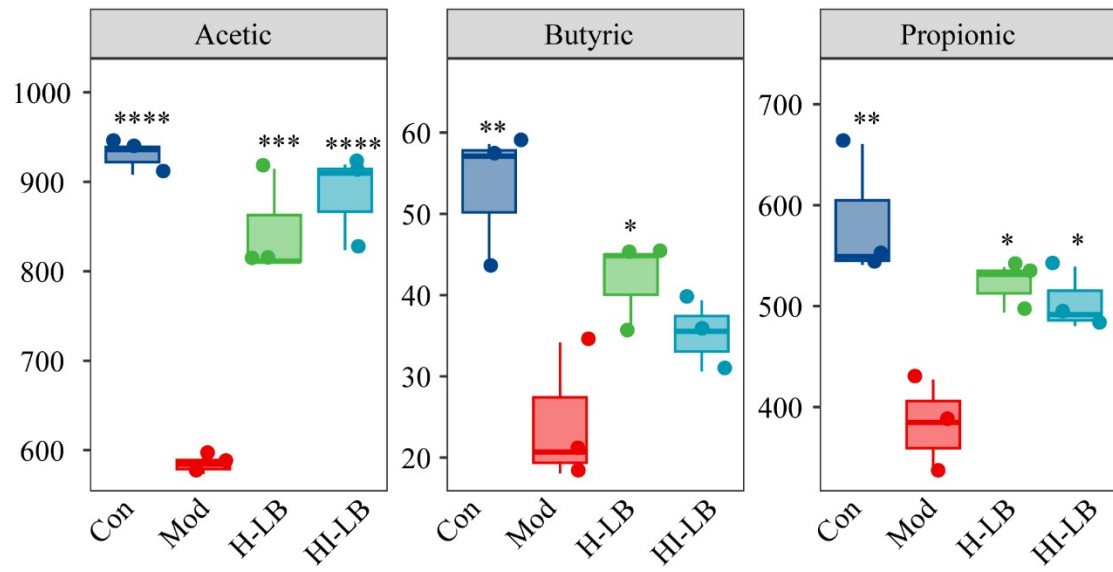 Acetic
Butyric
Propionic
1000
900
800
700
600
****
***
****
60
50
40
30
20
**
*
700
600
500
400
**
*
*
Con
Mod
H-LB
HI-LB
Con
Mod
H-LB
HI-LB
Con
Mod
H-LB
HI-LB